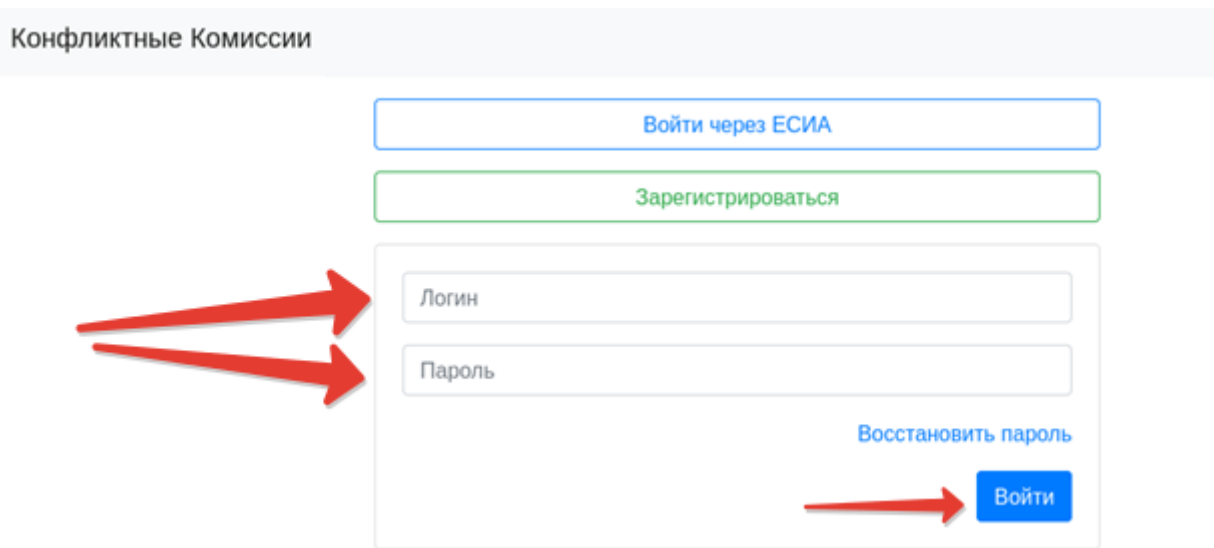 Конфликтные Комиссии
Войти через ЕСИА
Зарегистрироваться
Логин
Пароль
Восстановить пароль
Войти